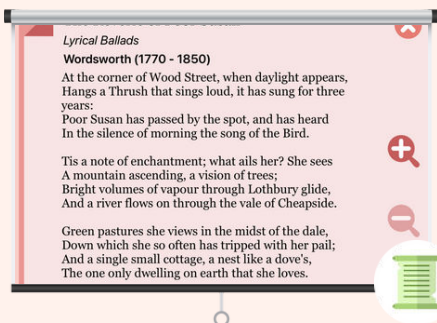 Lyrical Ballads
Wordsworth (1770 - 1850)
At the corner of Wood Street, when daylight appears,
Hangs a Thrush that sings loud, it has sung for three
years:
Poor Susan has passed by the spot, and has heard
In the silence of morning the song of the Bird.
Tis a note of enchantment; what ails her? She sees
A mountain ascending, a vision of trees;
Bright volumes of vapour through Lothbury glide,
And a river flows on through the vale of Cheapside.
Green pastures she views in the midst of the dale,
Down which she so often has tripped with her pail;
And a single small cottage, a nest like a dove's,
The one only dwelling on earth that she loves.